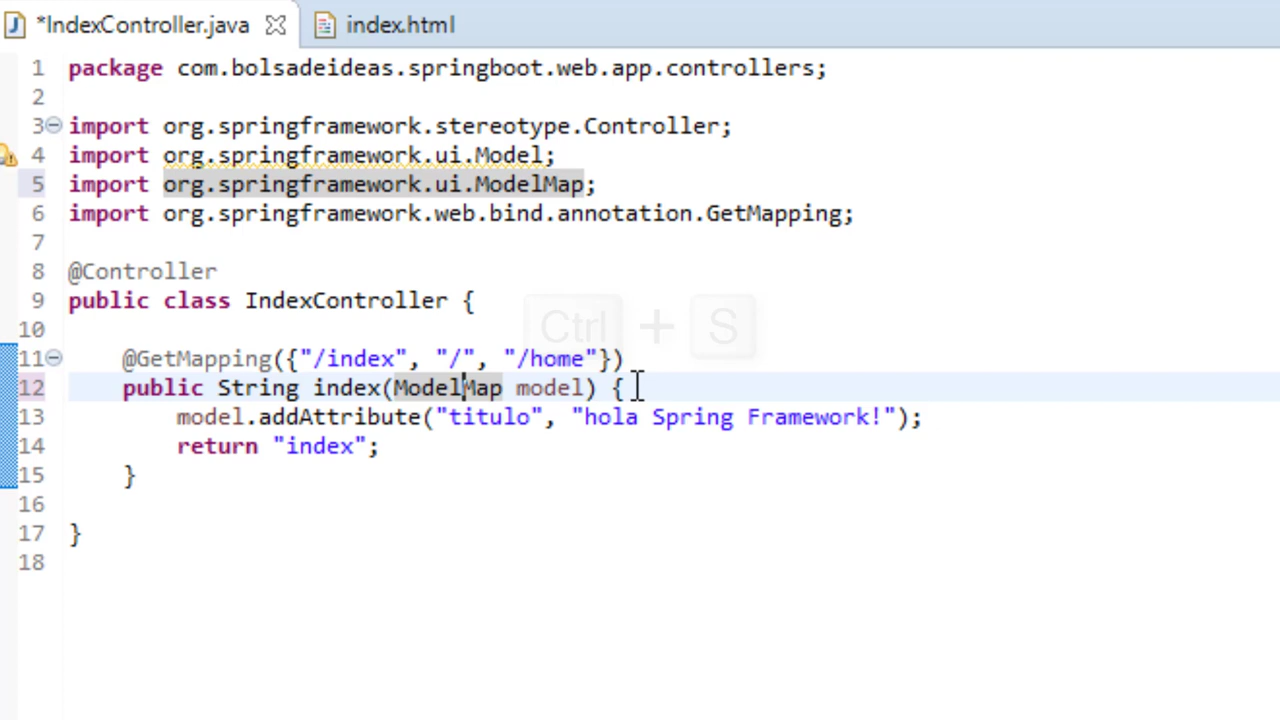 *IndexController.java index.html
1 package com.bolsadeideas.springboot.web.app.controllers;
2
3 import org.springframework.stereotype.Controller;
4 import org.springframework.ui.Model;
5 import org.springframework.ui.ModelMap;
6 import org.springframework.web.bind.annotation.GetMapping;
7
8 @Controller
9 public class IndexController {
10
Ctrl + S
11 @GetMapping({"/index", "/", "/home"})
12 public String index(ModelMap model) {
13 model.addAttribute("titulo", "hola Spring Framework!");
14 return "index";
15 }
16
17 }
18